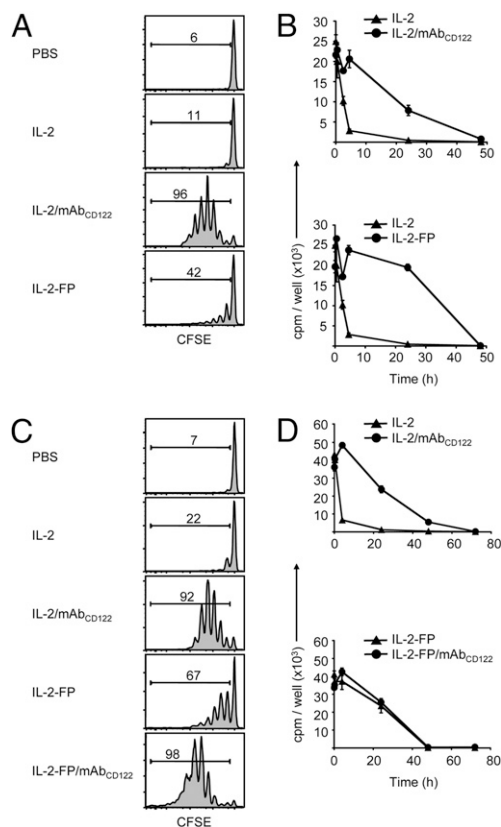 A
PBS
6
IL-2
11
IL-2/mAbCD122
96
IL-2-FP
42
CFSE
B
IL-2
IL-2/mAbCD122
30
25
20
15
10
5
0 10 20 30 40 50
IL-2
IL-2-FP
30
25
20
15
10
5
0 10 20 30 40 50
cpm / well (x10³)
Time (h)
C
PBS
7
IL-2
22
IL-2/mAbCD122
92
IL-2-FP
67
IL-2-FP/mAbCD122
98
CFSE
D
IL-2
IL-2/mAbCD122
60
50
40
30
20
10
0
0 20 40 60 80
IL-2-FP
IL-2-FP/mAbCD122
60
50
40
30
20
10
0
0 20 40 60 80
cpm / well (x10³)
Time (h)